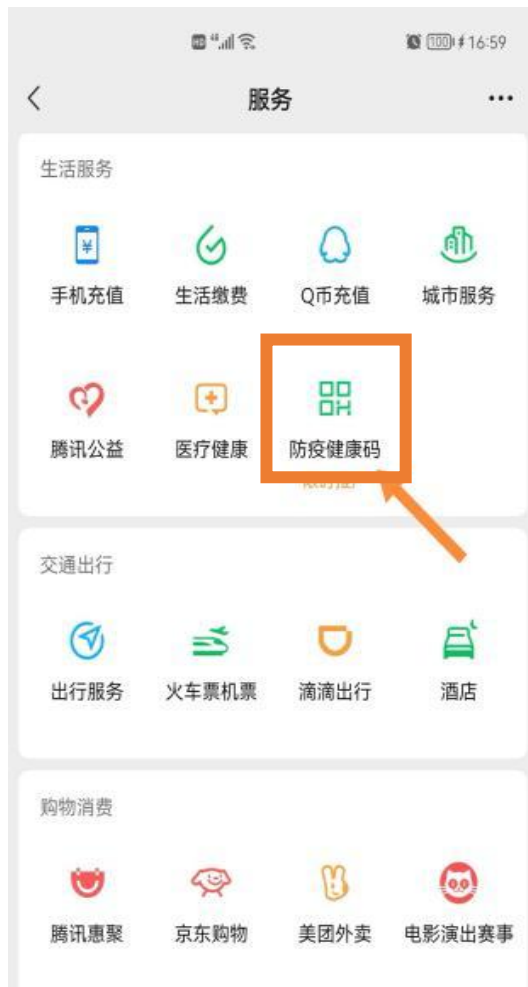 HD 100 16:59
服务
生活服务
¥
手机充值 生活缴费 Q币充值 城市服务
腾讯公益 医疗健康 防疫健康码
交通出行
出行服务 火车票机票 滴滴出行 酒店
购物消费
腾讯惠聚 京东购物 美团外卖 电影演出赛事